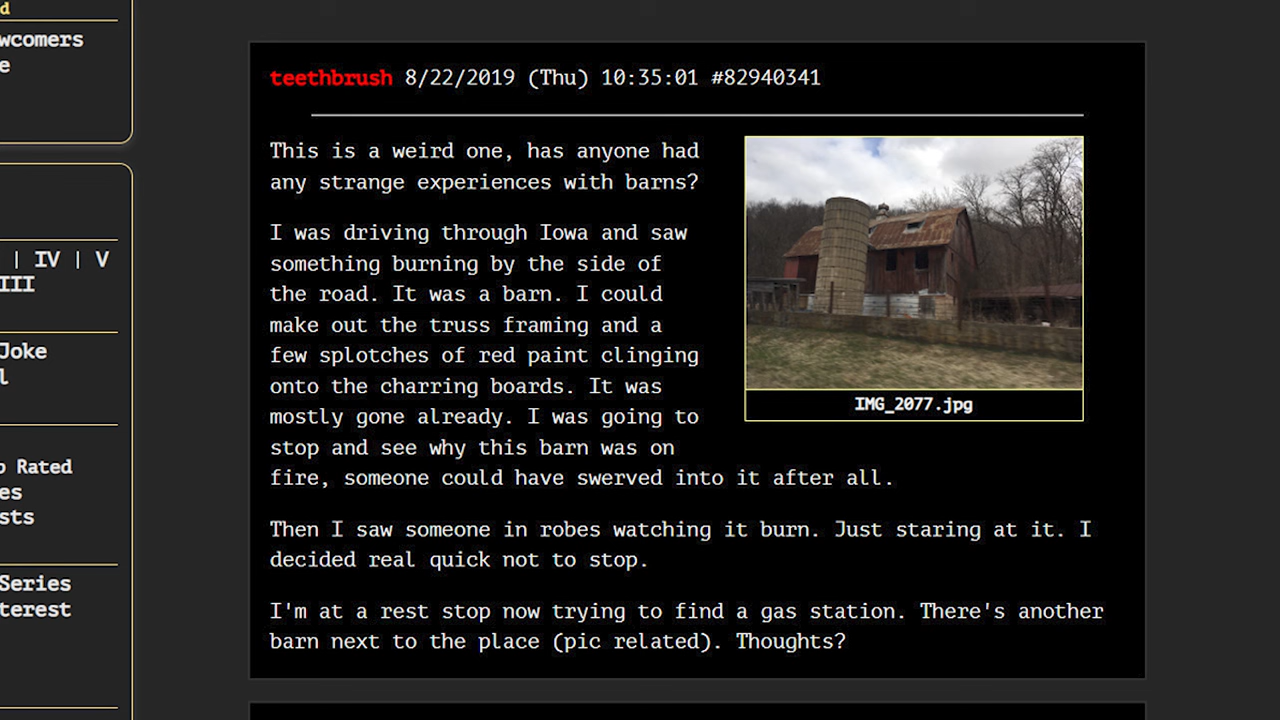 d
wcomers
e
| IV | V
III
Joke
l
Rated
es
sts
Series
terest
teethbrush 8/22/2019 (Thu) 10:35:01 #82940341
This is a weird one, has anyone had
any strange experiences with barns?
I was driving through Iowa and saw
something burning by the side of
the road. It was a barn. I could
make out the truss framing and a
few splotches of red paint clinging
onto the charring boards. It was
mostly gone already. I was going to
stop and see why this barn was on
fire, someone could have swerved into it after all.
IMG_2077.jpg
Then I saw someone in robes watching it burn. Just staring at it. I
decided real quick not to stop.
I'm at a rest stop now trying to find a gas station. There's another
barn next to the place (pic related). Thoughts?